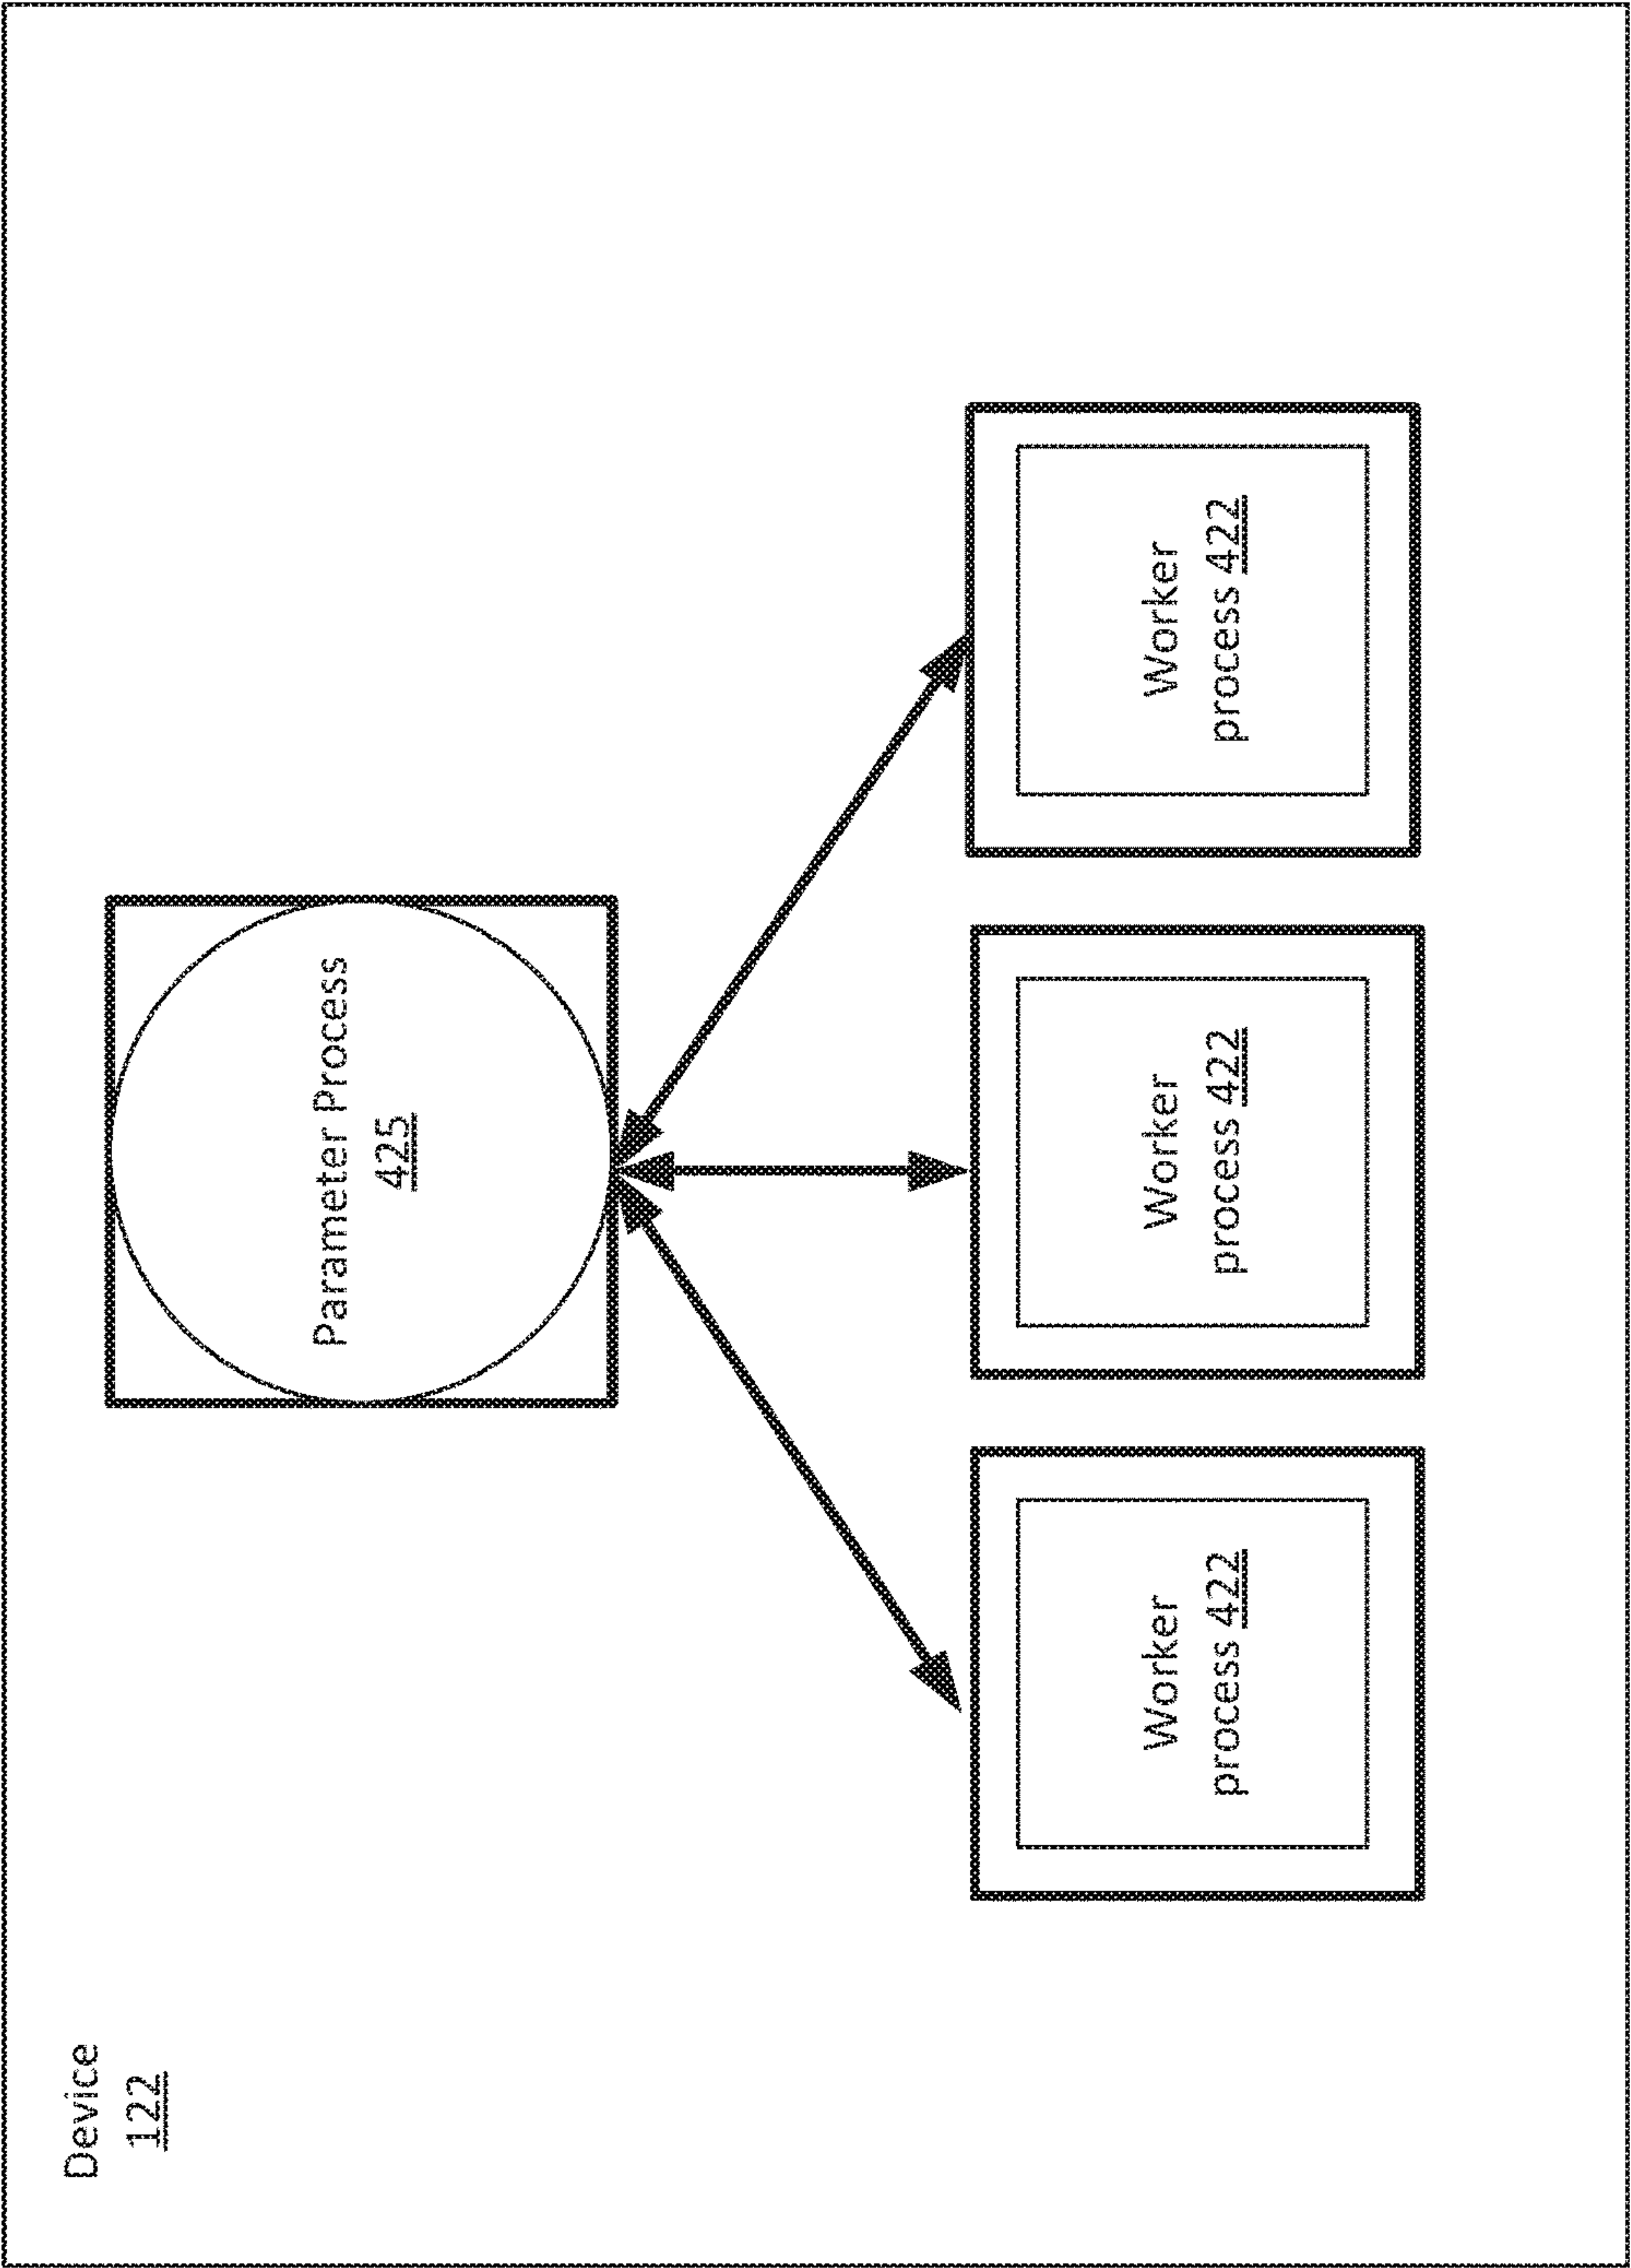 Device
122
Parameter Process
425
Worker
process 422
Worker
process 422
Worker
process 422